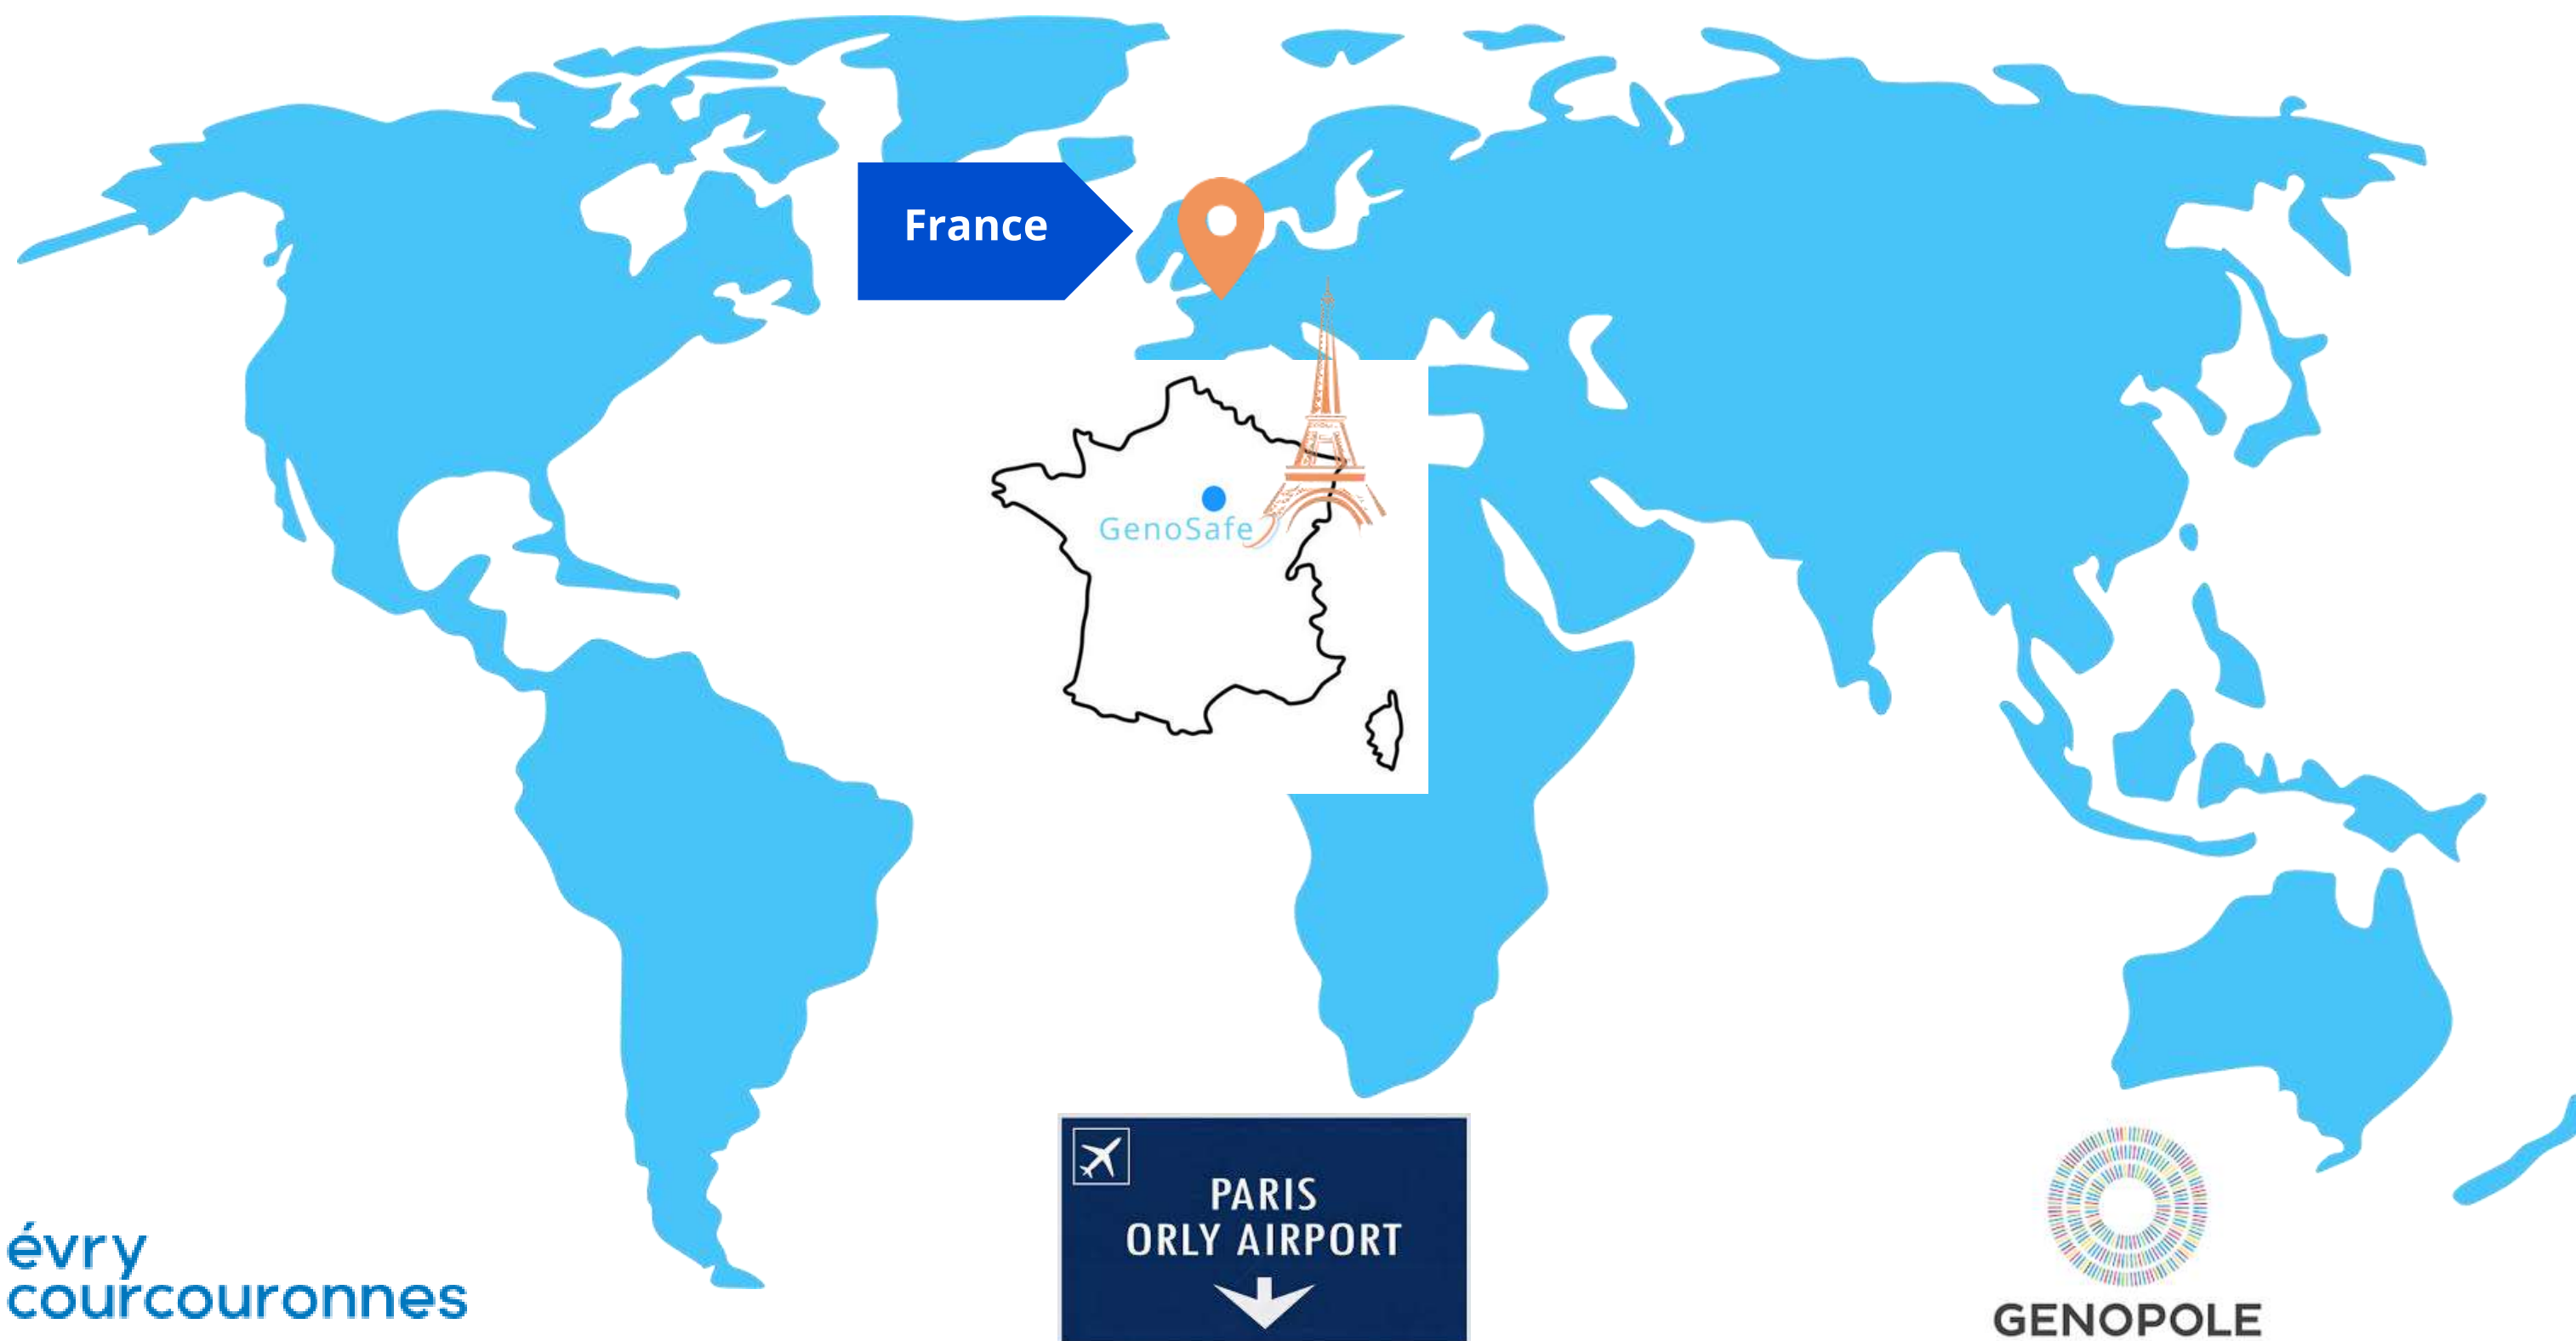 France
GenoSafe
PARIS
ORLY AIRPORT
évry
courcouronnes
GENOPOLE